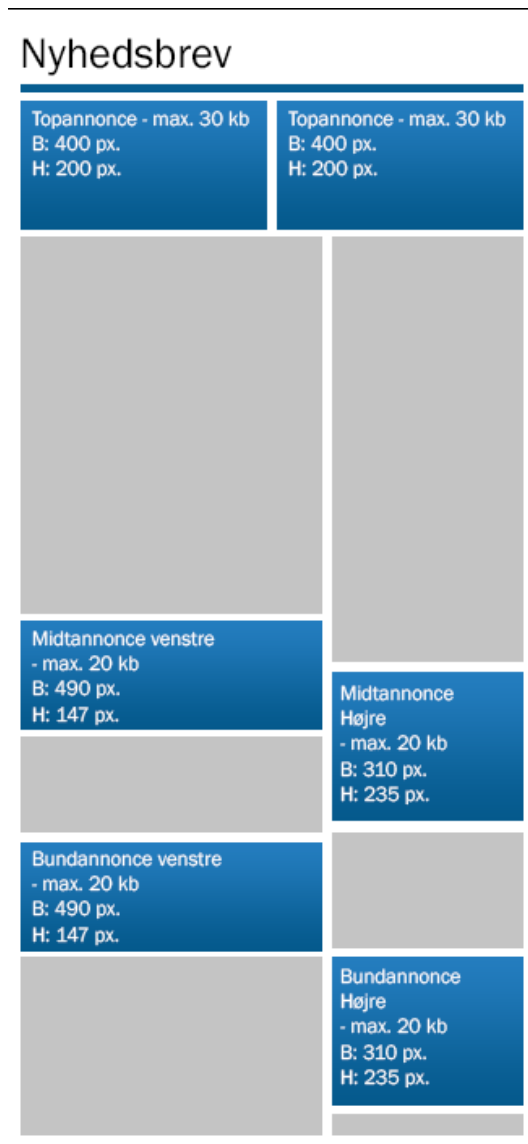 Nyhedsbrev
Topannonce - max. 30 kb
B: 400 px.
H: 200 px.
Topannonce - max. 30 kb
B: 400 px.
H: 200 px.
Midtannonce venstre
- max. 20 kb
B: 490 px.
H: 147 px.
Midtannonce
Højre
- max. 20 kb
B: 310 px.
H: 235 px.
Bundannonce venstre
- max. 20 kb
B: 490 px.
H: 147 px.
Bundannonce
Højre
- max. 20 kb
B: 310 px.
H: 235 px.